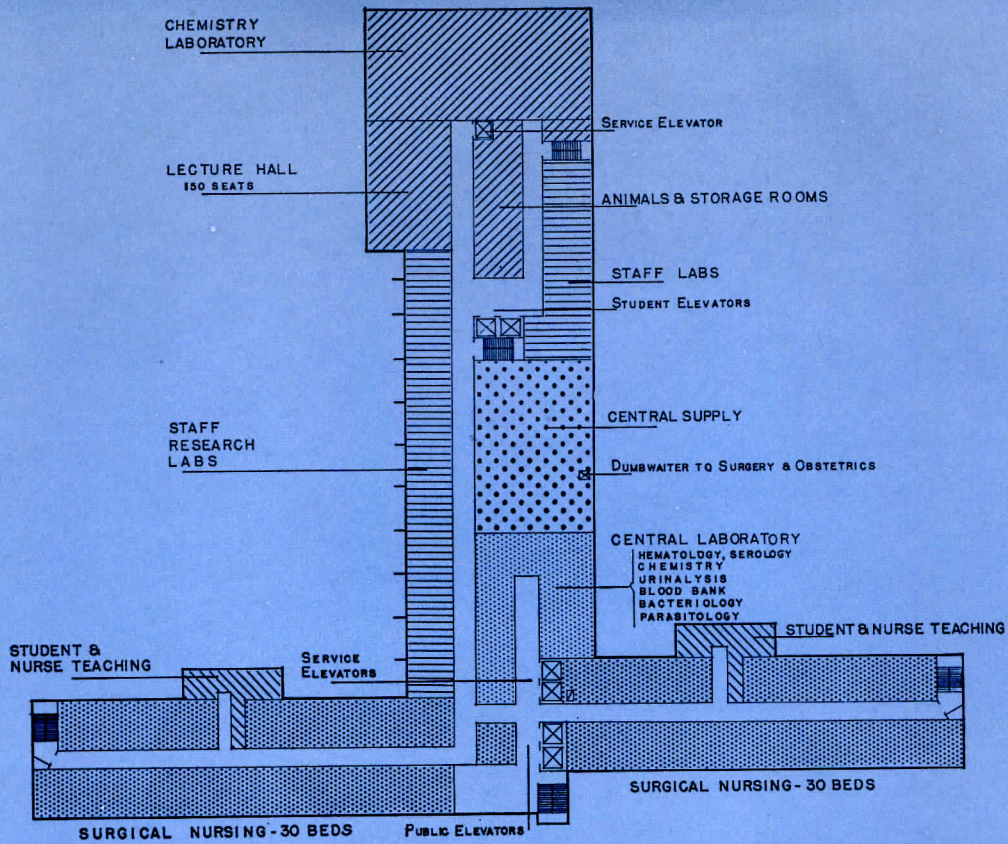 CHEMISTRY
LABORATORY
SERVICE ELEVATOR
LECTURE HALL
150 SEATS
ANIMALS & STORAGE ROOMS
STAFF LABS
STUDENT ELEVATORS
CENTRAL SUPPLY
STAFF
RESEARCH
LABS
DUMBWAITER TO SURGERY & OBSTETRICS
CENTRAL LABORATORY
HEMATOLOGY, SEROLOGY
CHEMISTRY
URINALYSIS
BLOOD BANK
BACTERIOLOGY
PARASITOLOGY
STUDENT & NURSE TEACHING
STUDENT &
NURSE TEACHING
SERVICE
ELEVATORS
SURGICAL NURSING - 30 BEDS
SURGICAL NURSING - 30 BEDS
PUBLIC ELEVATORS